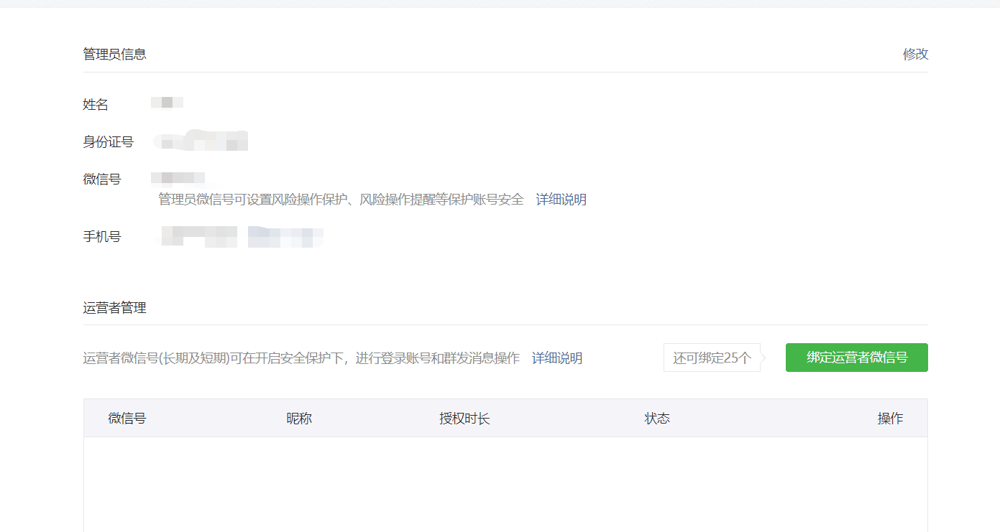 管理员信息 修改
姓名
身份证号
微信号
管理员微信号可设置风险操作保护、风险操作提醒等保护账号安全 详细说明
手机号
运营者管理
运营者微信号(长期及短期)可在开启安全保护下，进行登录账号和群发消息操作 详细说明 还可绑定25个 绑定运营者微信号
微信号 昵称 授权时长 状态 操作